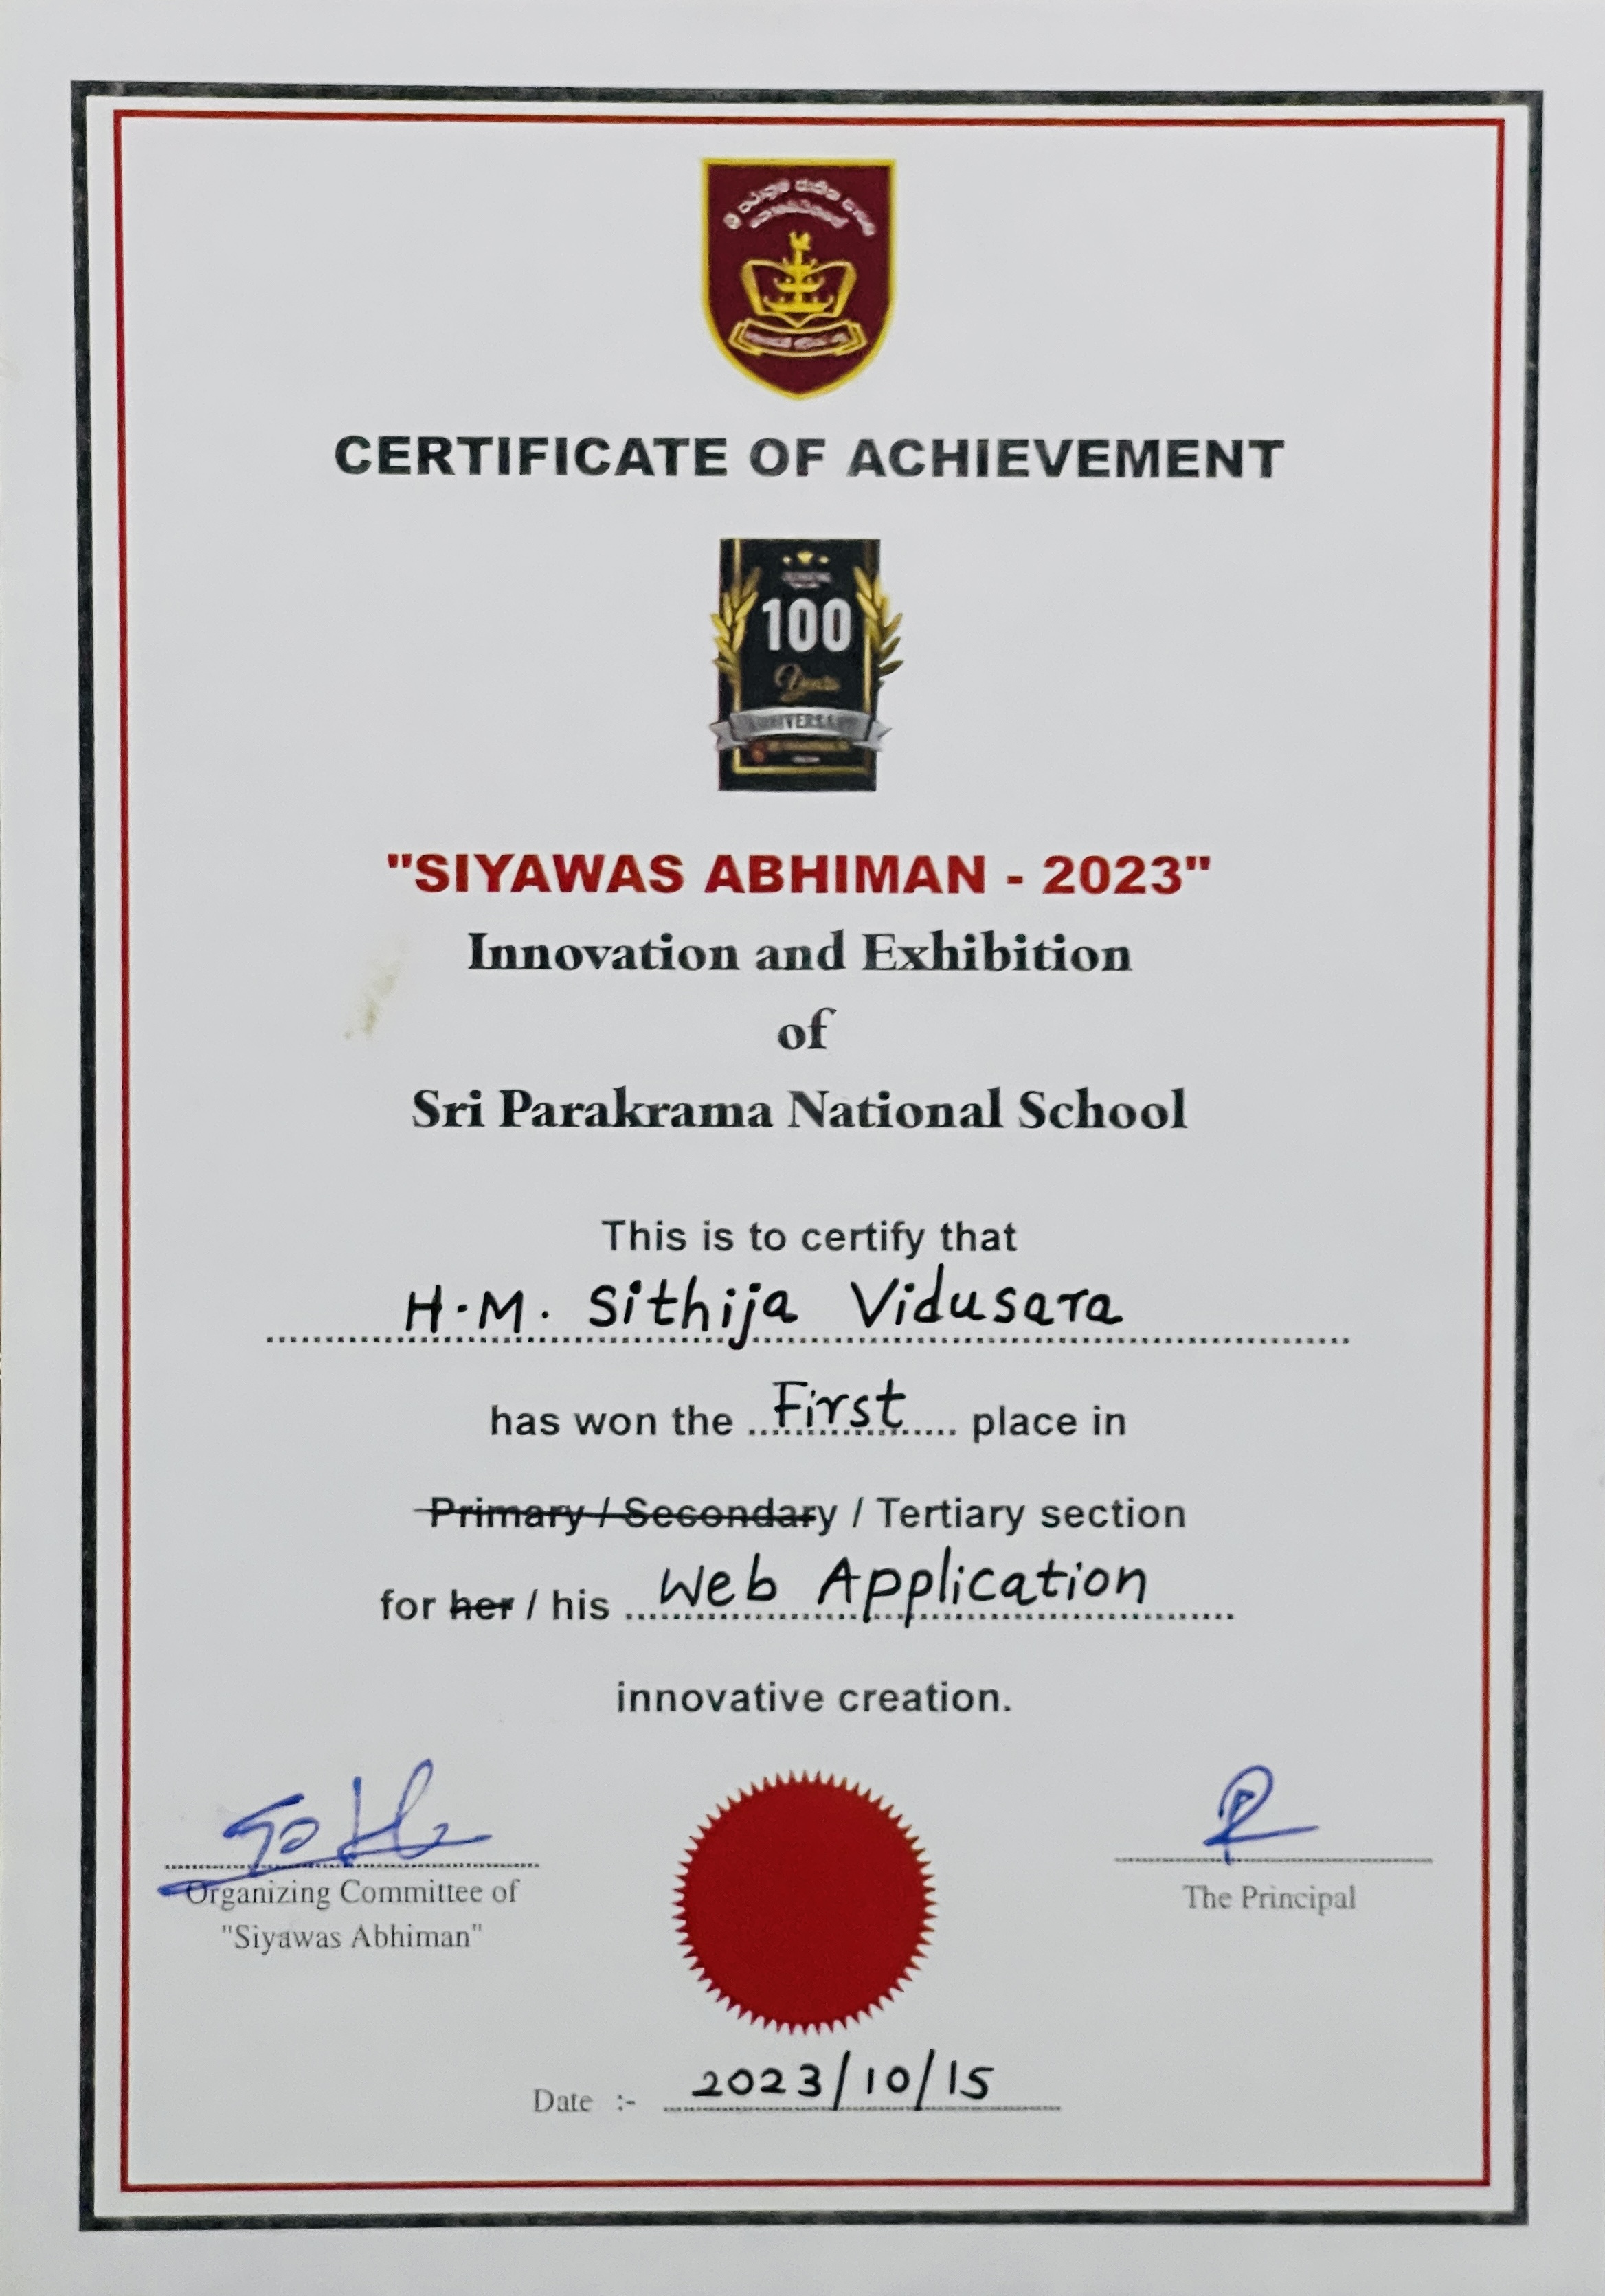 CERTIFICATE OF ACHIEVEMENT
100
Years
ANNIVERSARY
"SIYAWAS ABHIMAN - 2023"
Innovation and Exhibition
of
Sri Parakrama National School
This is to certify that
H.M. Sithija Vidusara
has won the First place in
Primary / Secondary / Tertiary section
for her / his Web Application
innovative creation.
Organizing Committee of
"Siyawas Abhiman"
The Principal
Date :- 2023/10/15